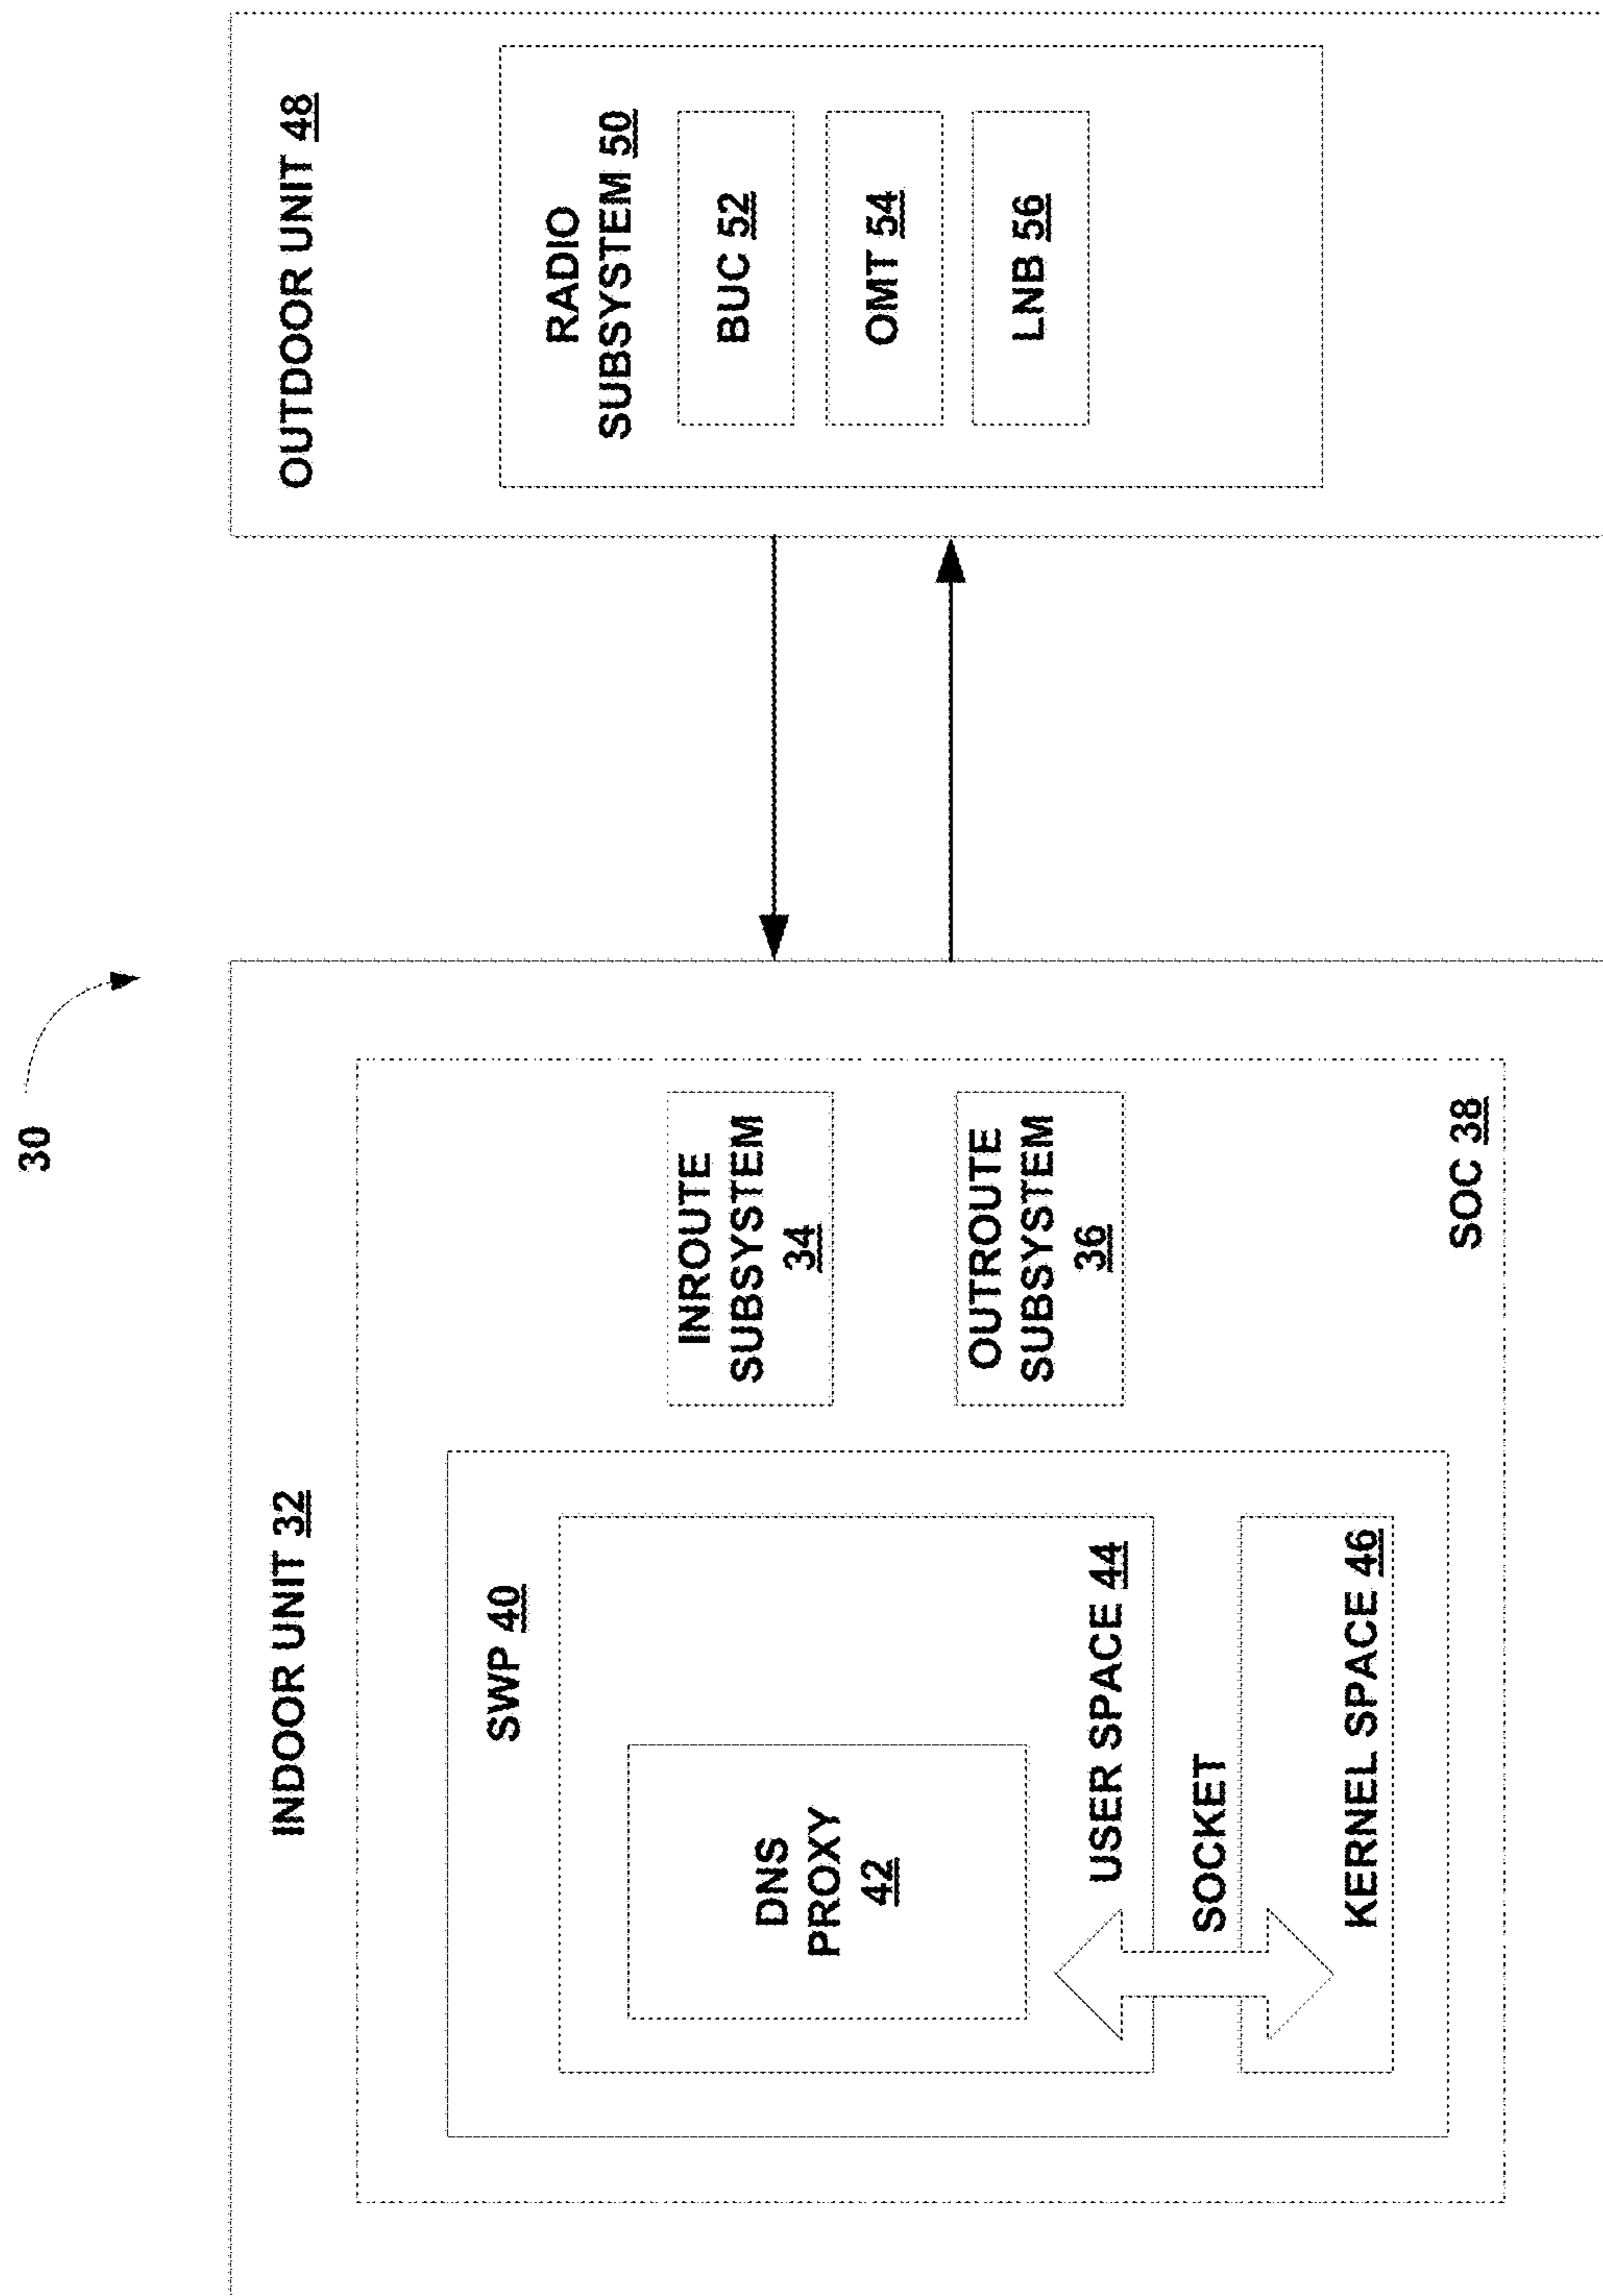 30
INDOOR UNIT 32
SWP 40
DNS
PROXY
42
USER SPACE 44
SOCKET
KERNEL SPACE 46
INROUTE
SUBSYSTEM
34
OUTROUTE
SUBSYSTEM
36
SOC 38
OUTDOOR UNIT 48
RADIO
SUBSYSTEM 50
BUC 52
OMT 54
LNB 56